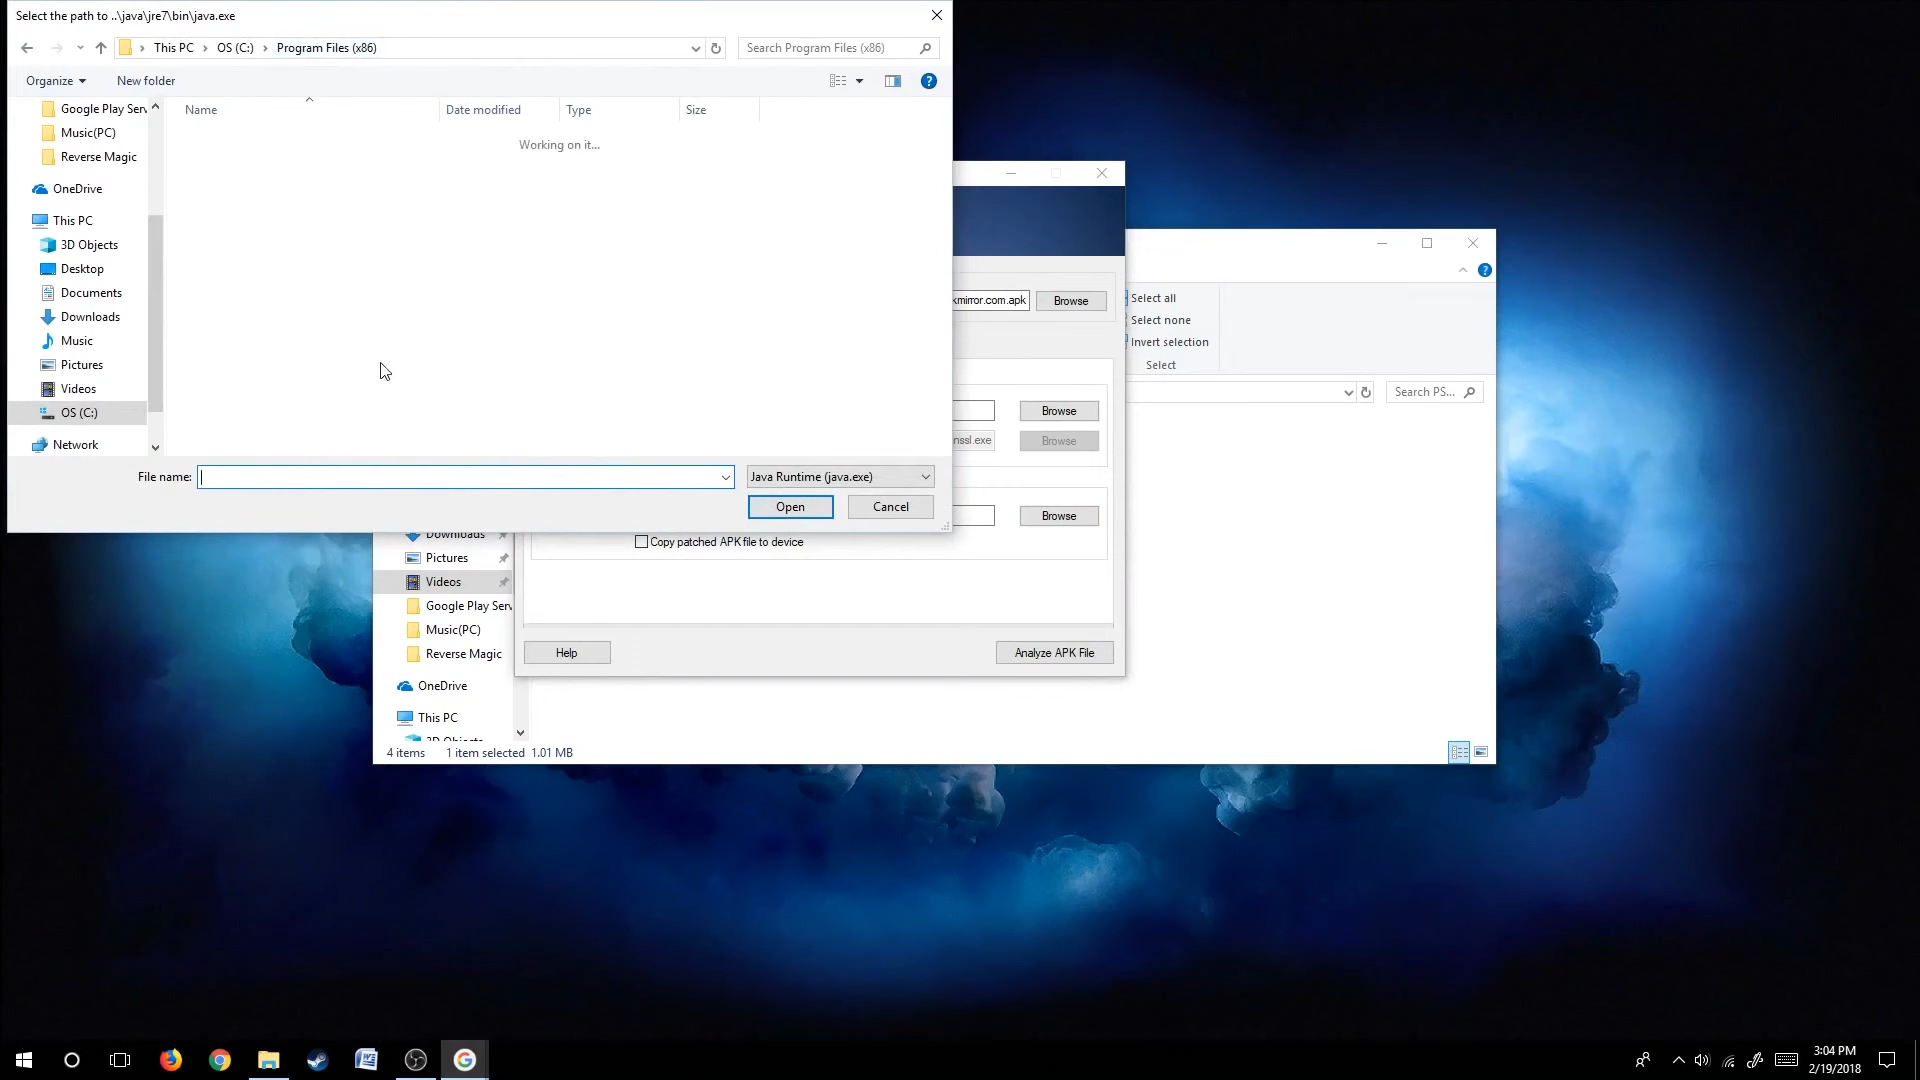 Select the path to ..\java\jre7\bin\java.exe
This PC OS (C:) Program Files (x86)
Search Program Files (x86)
Organize New folder
Name Date modified Type Size
Working on it...
Google Play Serv
Music(PC)
Reverse Magic
OneDrive
This PC
3D Objects
Desktop
Documents
Downloads
Music
Pictures
Videos
OS (C:)
Network
File name:
Java Runtime (java.exe)
Open Cancel
kmirror.com.apk Browse
Browse
nssl.exe Browse
Browse
Copy patched APK file to device
Help
Analyze APK File
Select all
Select none
Invert selection
Select
Search PS...
Downloads
Pictures
Videos
Google Play Serv
Music(PC)
Reverse Magic
OneDrive
This PC
3D Objects
4 items 1 item selected 1.01 MB
3:04 PM
2/19/2018